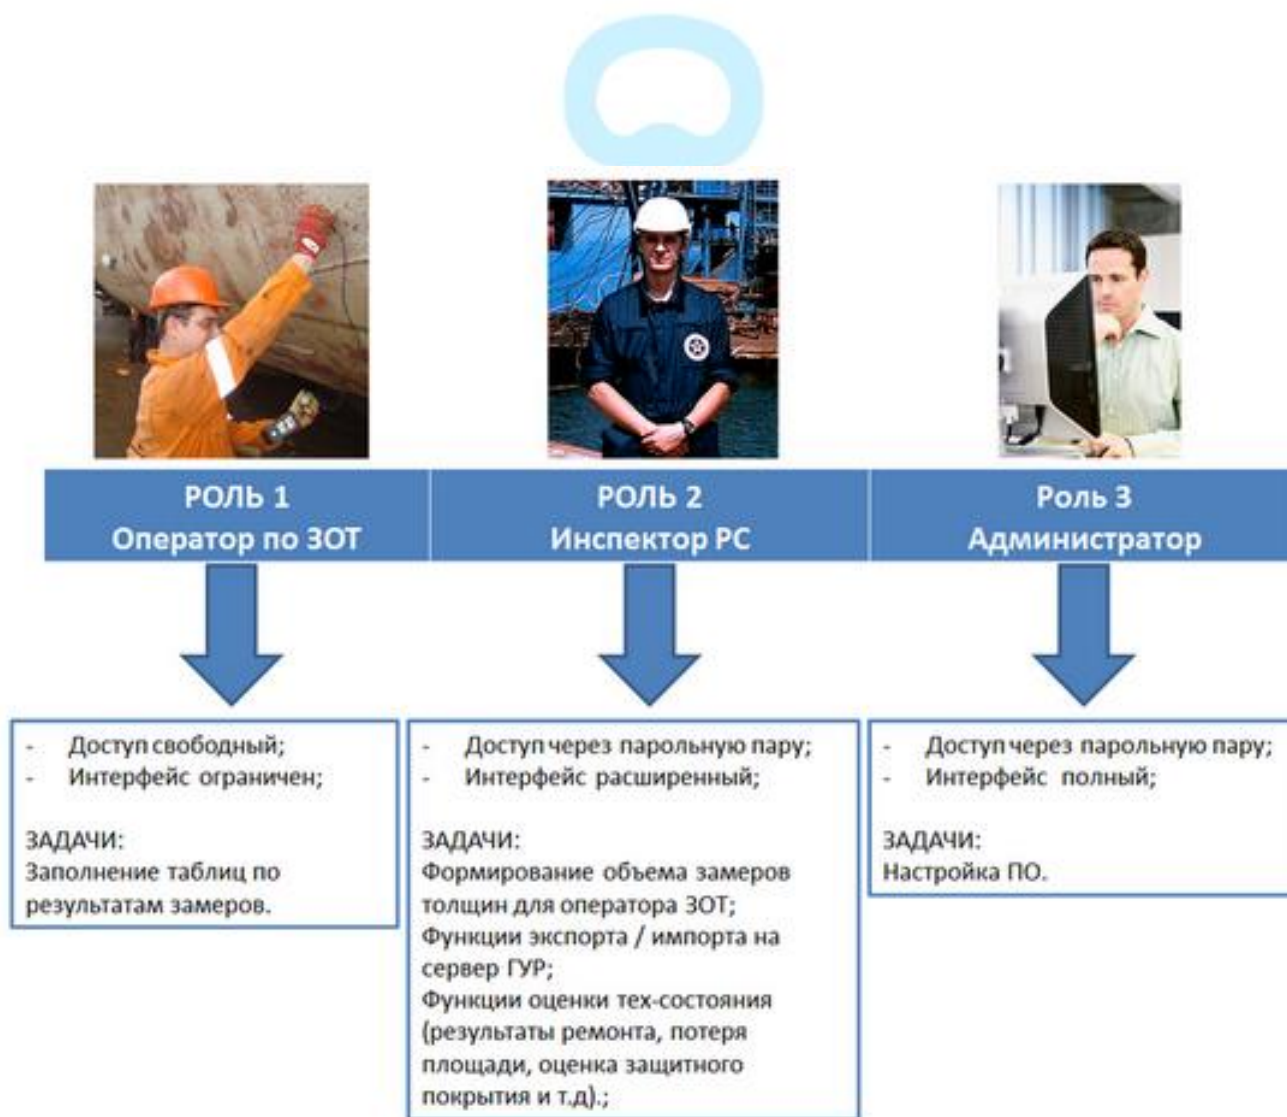 РОЛЬ 1
Оператор по ЗОТ
РОЛЬ 2
Инспектор РС
Роль 3
Администратор
- Доступ свободный;
- Интерфейс ограничен;
ЗАДАЧИ:
Заполнение таблиц по
результатам замеров.
- Доступ через парольную пару;
- Интерфейс расширенный;
ЗАДАЧИ:
Формирование объема замеров
толщин для оператора ЗОТ;
Функции экспорта / импорта на
сервер ГУР;
Функции оценки тех-состояния
(результаты ремонта, потеря
площади, оценка защитного
покрытия и т.д).;
- Доступ через парольную пару;
- Интерфейс полный;
ЗАДАЧИ:
Настройка ПО.